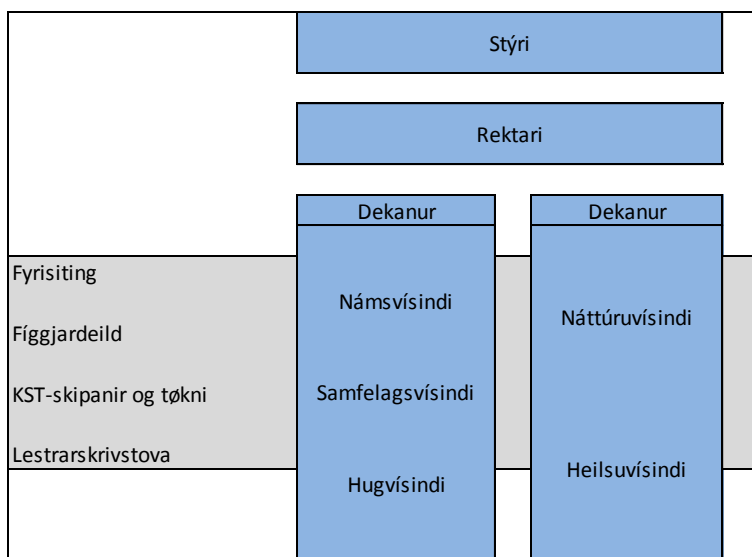 Stýri
Rektari
Dekanur
Dekanur
Fyrisiting
Fíggjardeild
KST-skipanir og tøkni
Lestrarskrivstova
Námsvísindi
Samfelagsvísindi
Hugvísindi
Náttúruvísindi
Heilsuvísindi